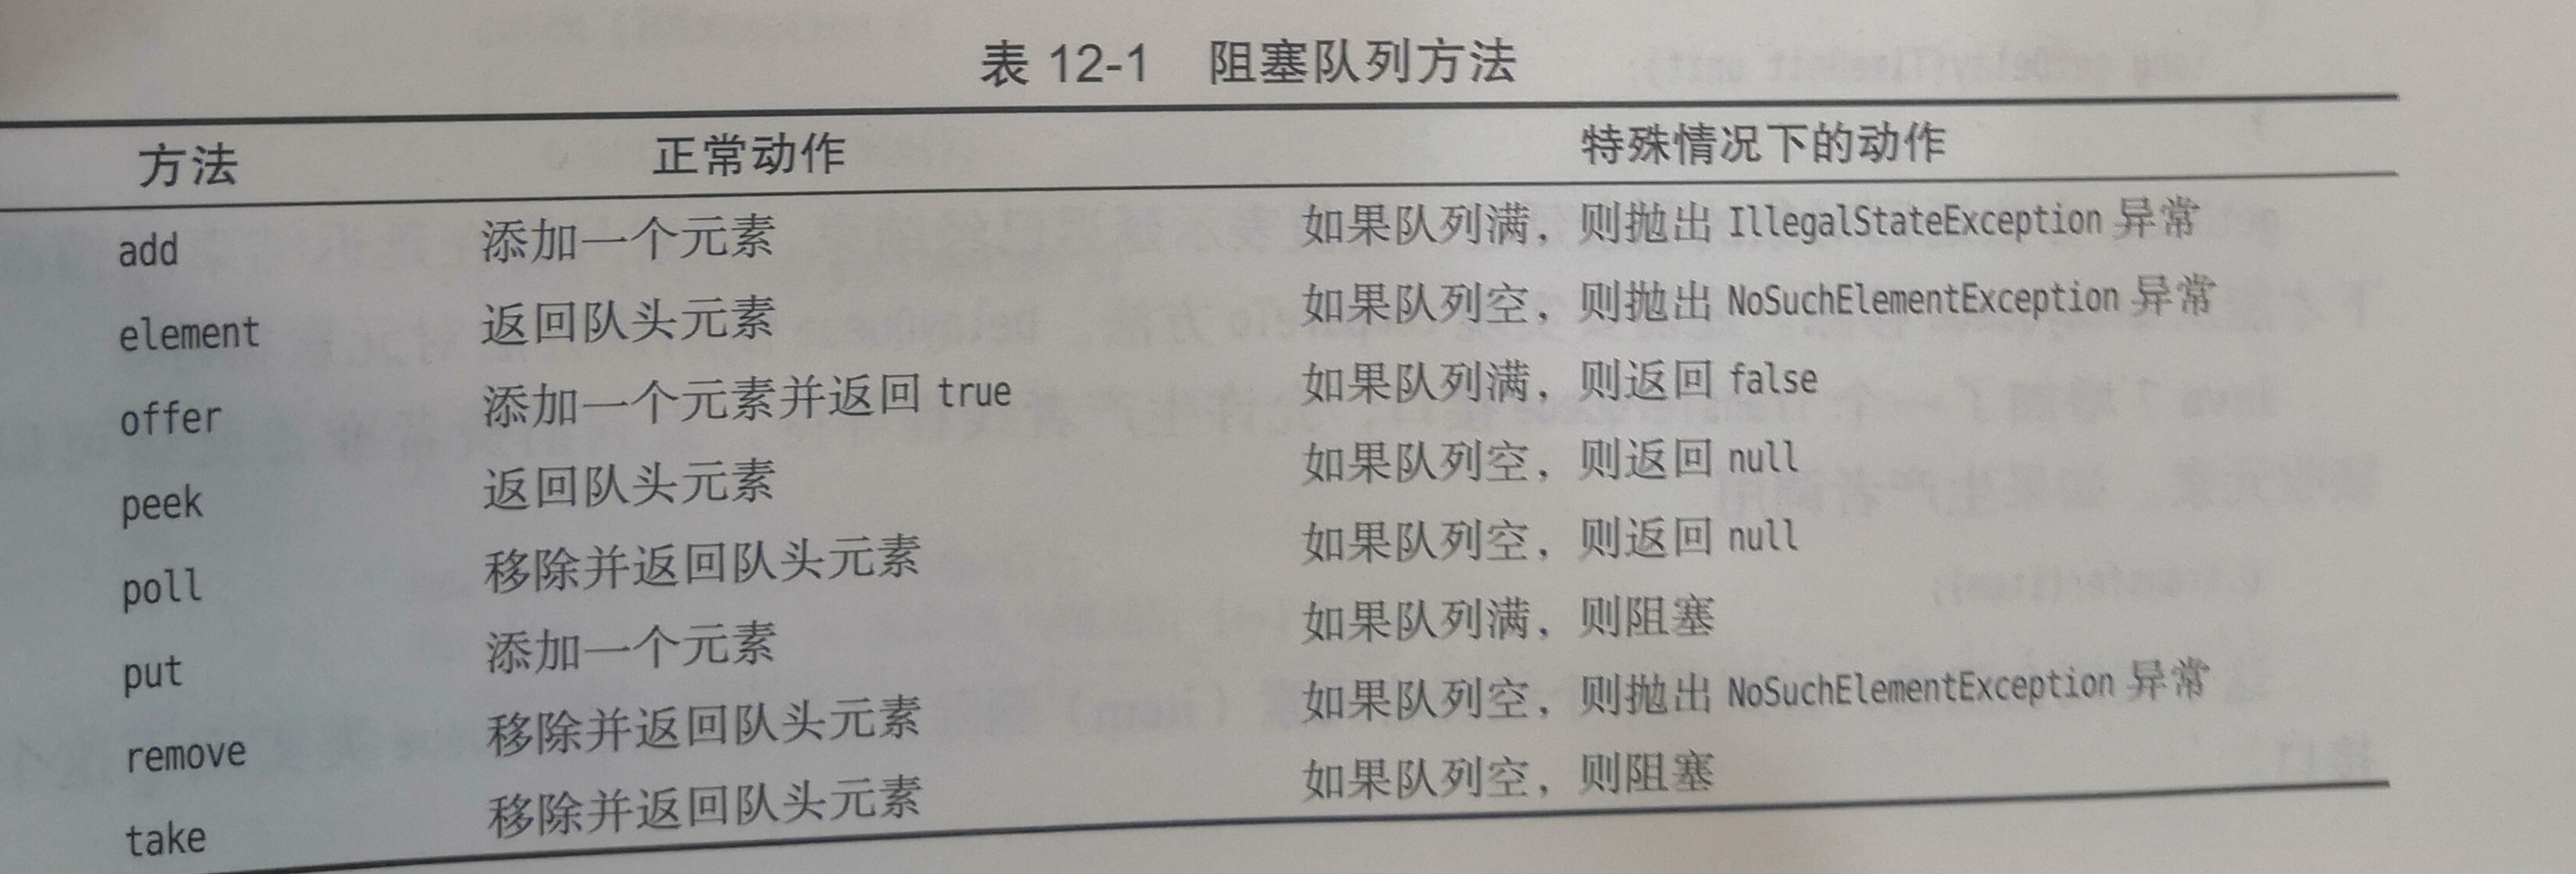 表 12-1 阻塞队列方法
方法 正常动作 特殊情况下的动作
add 添加一个元素 如果队列满，则抛出 IllegalStateException 异常
element 返回队头元素 如果队列空，则抛出 NoSuchElementException 异常
offer 添加一个元素并返回 true 如果队列满，则返回 false
peek 返回队头元素 如果队列空，则返回 null
poll 移除并返回队头元素 如果队列空，则返回 null
put 添加一个元素 如果队列满，则阻塞
remove 移除并返回队头元素 如果队列空，则抛出 NoSuchElementException 异常
take 移除并返回队头元素 如果队列空，则阻塞